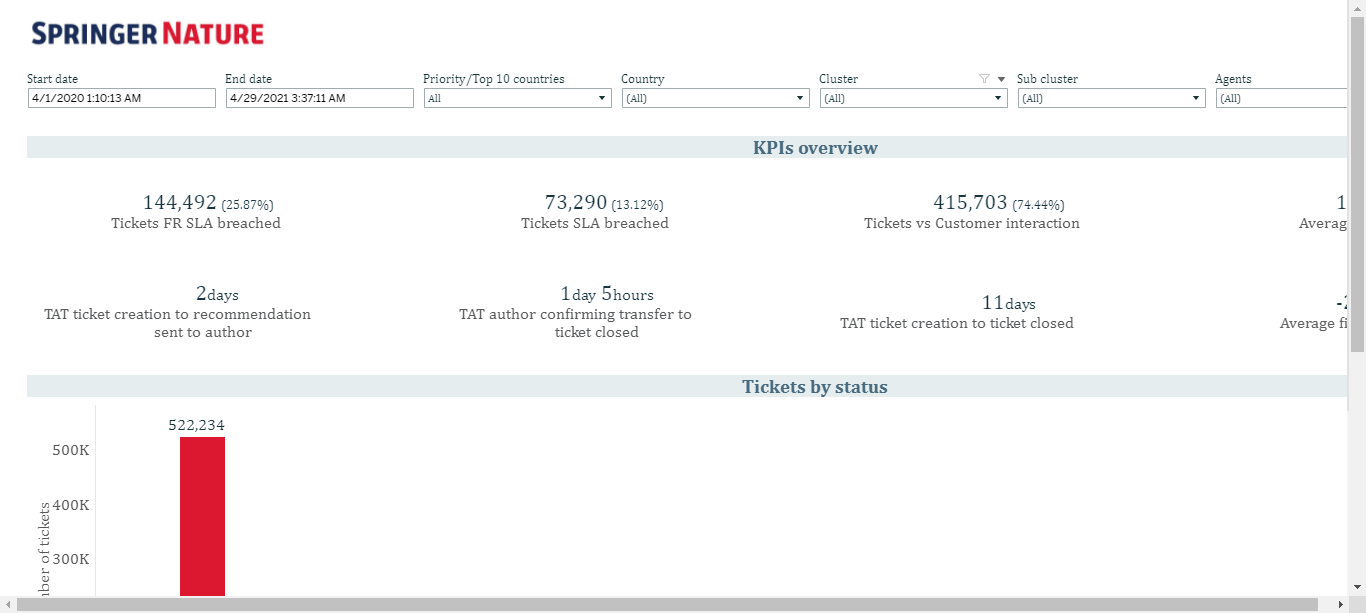 SPRINGER NATURE
Start date
End date
Priority/Top 10 countries
Country
Cluster
Sub cluster
Agents
4/1/2020 1:10:13 AM
4/29/2021 3:37:11 AM
All
(All)
(All)
(All)
(All)
KPIs overview
144,492 (25.87%)
Tickets FR SLA breached
73,290 (13.12%)
Tickets SLA breached
415,703 (74.44%)
Tickets vs Customer interaction
1
Averag
2days
TAT ticket creation to recommendation
sent to author
1day 5hours
TAT author confirming transfer to
ticket closed
11days
TAT ticket creation to ticket closed
Average fi
Tickets by status
522,234
500K
400K
300K
of tickets